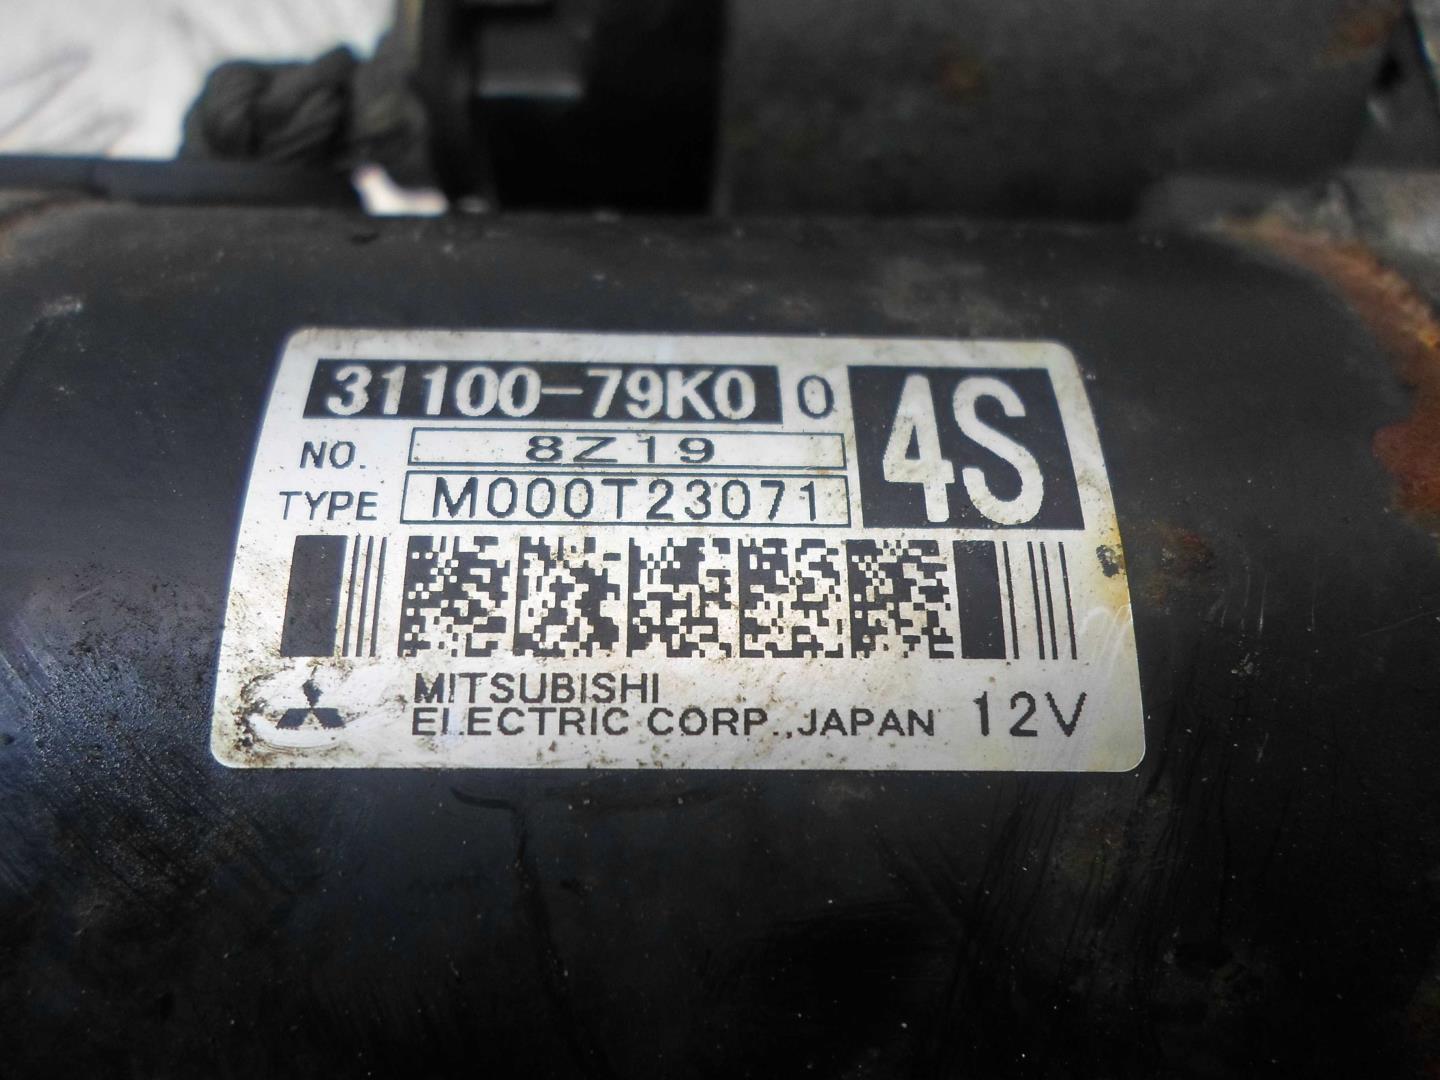 31100-79K0 0
4S
NO. 8Z19
TYPE M000T23071
MITSUBISHI
ELECTRIC CORP.,JAPAN 12V